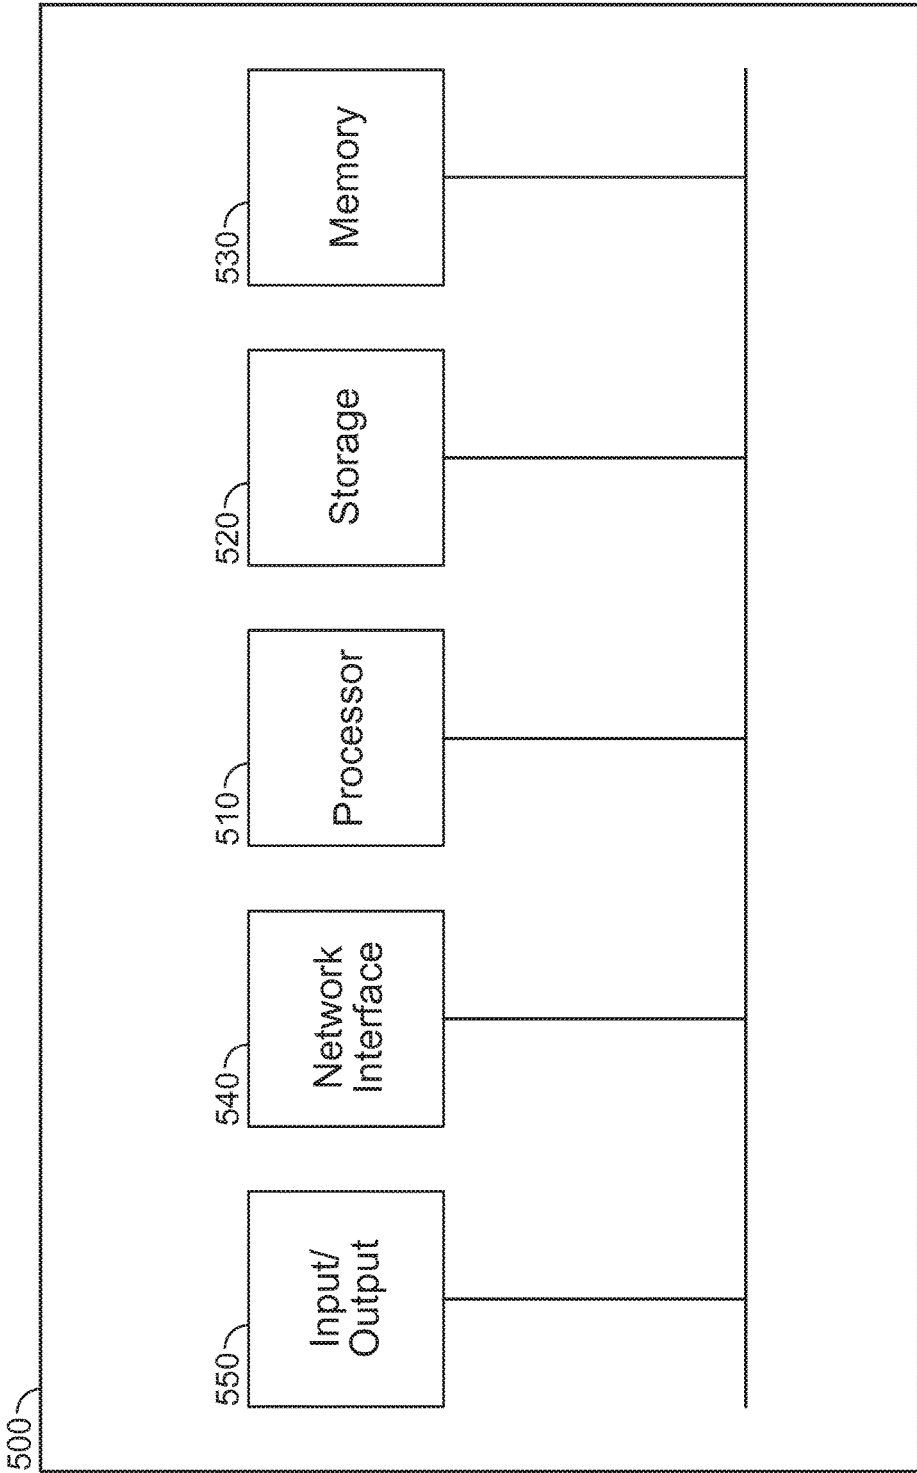 500
550
Input/
Output
540
Network
Interface
510
Processor
520
Storage
530
Memory